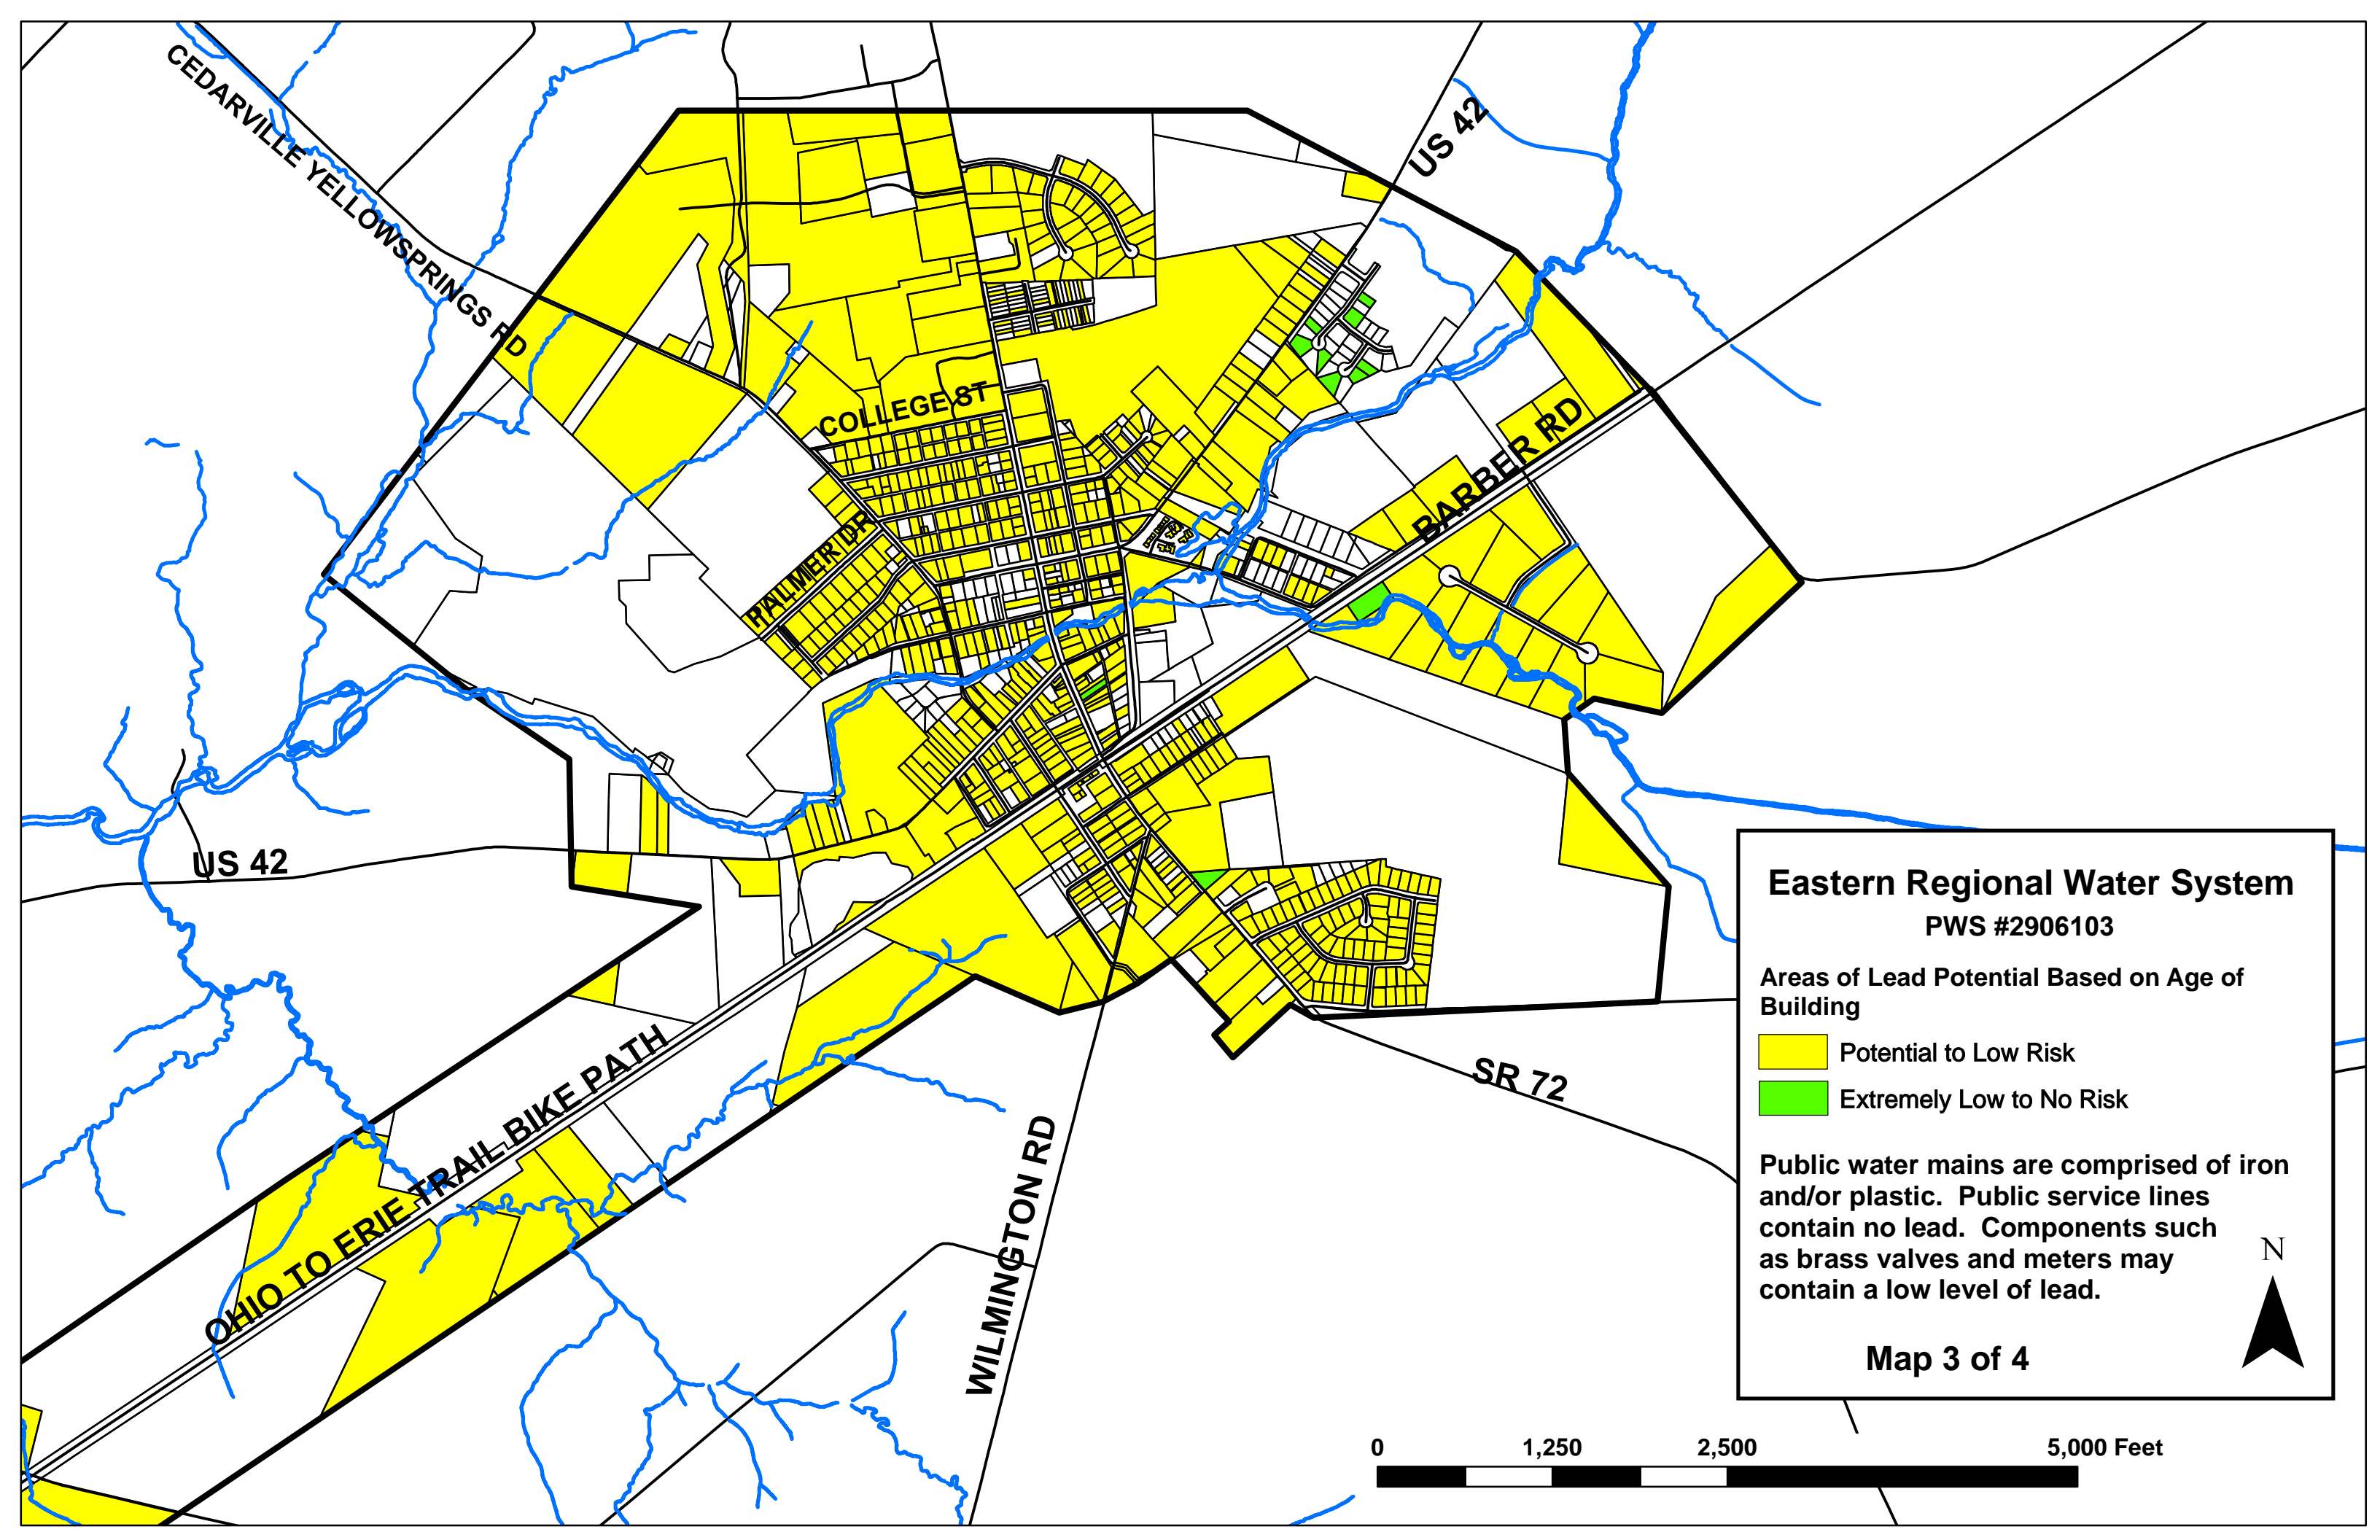 CEDARVILLE YELLOWSPRINGS RD
US 42
COLLEGE ST
BARBER RD
PALMER DR
US 42
OHIO TO ERIE TRAIL BIKE PATH
WILMINGTON RD
SR 72
Eastern Regional Water System
PWS #2906103
Areas of Lead Potential Based on Age of
Building
Potential to Low Risk
Extremely Low to No Risk
Public water mains are comprised of iron
and/or plastic.  Public service lines
contain no lead.  Components such
as brass valves and meters may
contain a low level of lead.
N
Map 3 of 4
0 1,250 2,500 5,000 Feet